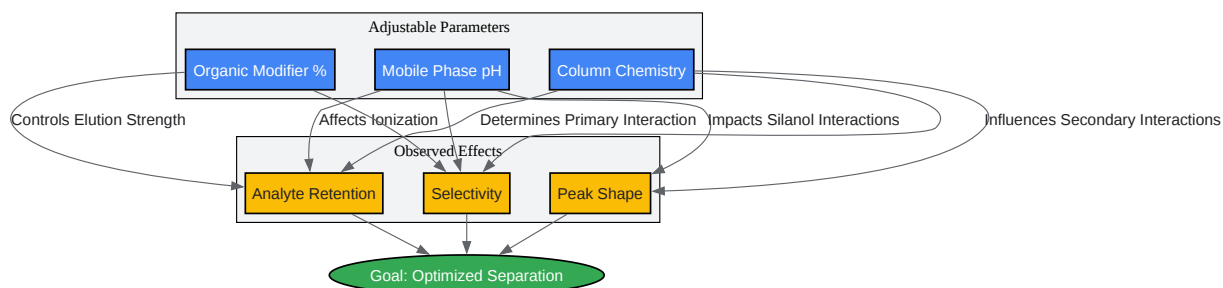 Adjustable Parameters
Organic Modifier %
Mobile Phase pH
Column Chemistry
Controls Elution Strength
Affects Ionization
Determines Primary Interaction
Impacts Silanol Interactions
Influences Secondary Interactions
Observed Effects
Analyte Retention
Selectivity
Peak Shape
Goal: Optimized Separation